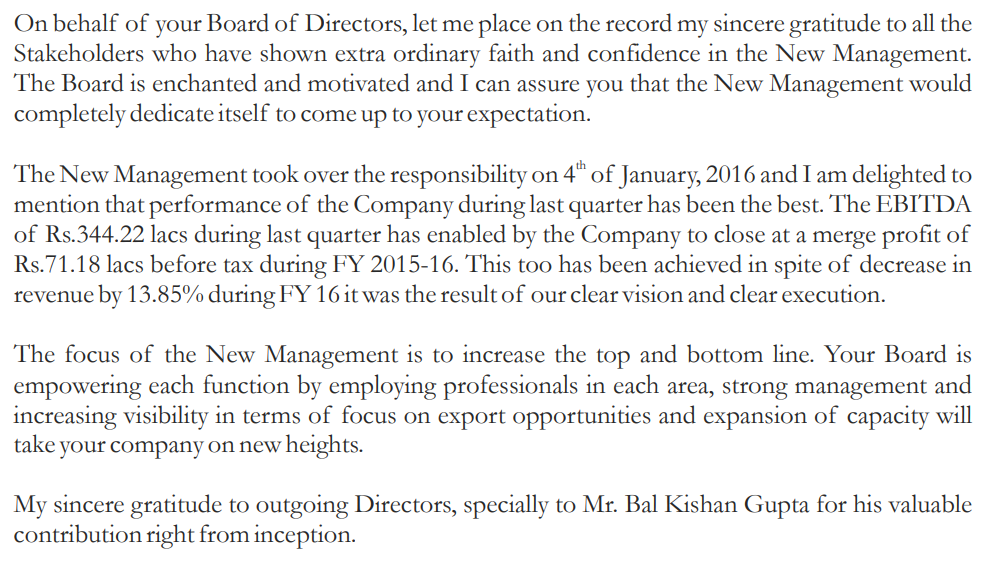 On behalf of your Board of Directors, let me place on the record my sincere gratitude to all the
Stakeholders who have shown extra ordinary faith and confidence in the New Management.
The Board is enchanted and motivated and I can assure you that the New Management would
completely dedicate itself to come up to your expectation.
The New Management took over the responsibility on 4th of January, 2016 and I am delighted to
mention that performance of the Company during last quarter has been the best. The EBITDA
of Rs.344.22 lacs during last quarter has enabled by the Company to close at a merge profit of
Rs.71.18 lacs before tax during FY 2015-16. This too has been achieved in spite of decrease in
revenue by 13.85% during FY 16 it was the result of our clear vision and clear execution.
The focus of the New Management is to increase the top and bottom line. Your Board is
empowering each function by employing professionals in each area, strong management and
increasing visibility in terms of focus on export opportunities and expansion of capacity will
take your company on new heights.
My sincere gratitude to outgoing Directors, specially to Mr. Bal Kishan Gupta for his valuable
contribution right from inception.